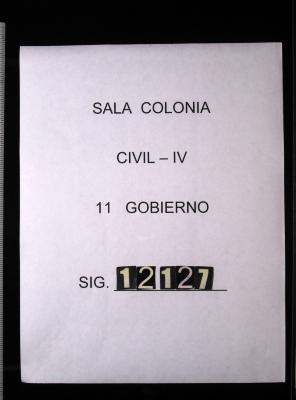 SALA COLONIA
CIVIL – IV
11 GOBIERNO
SIG. 12127